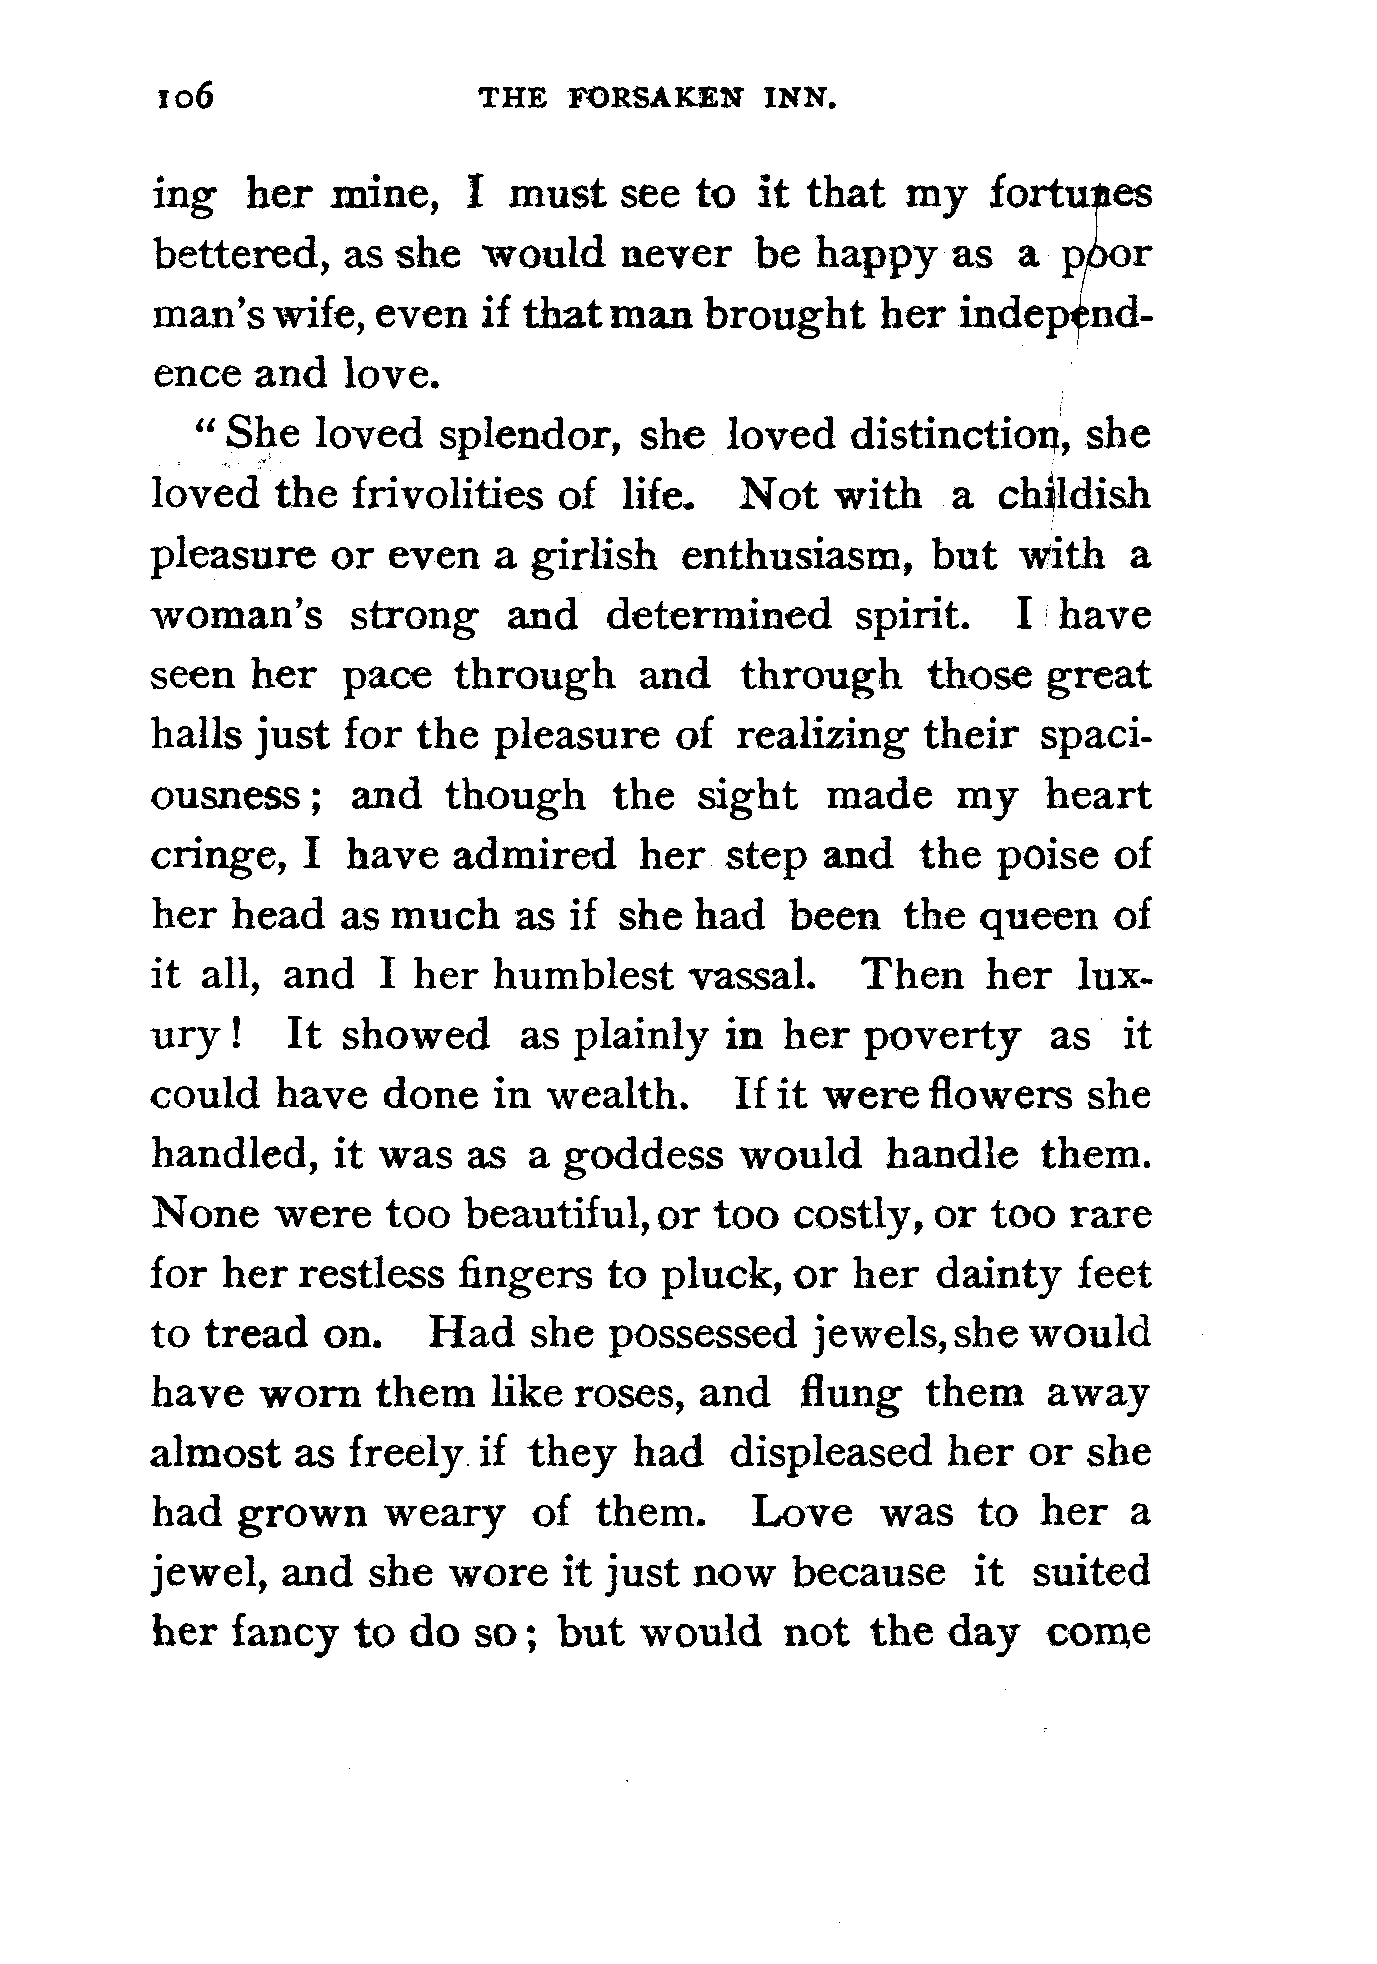 106 THE FORSAKEN INN.
ing her mine, I must see to it that my fortunes
bettered, as she would never be happy as a poor
man's wife, even if that man brought her independ-
ence and love.
"She loved splendor, she loved distinction, she
loved the frivolities of life. Not with a childish
pleasure or even a girlish enthusiasm, but with a
woman's strong and determined spirit. I have
seen her pace through and through those great
halls just for the pleasure of realizing their spaci-
ousness; and though the sight made my heart
cringe, I have admired her step and the poise of
her head as much as if she had been the queen of
it all, and I her humblest vassal. Then her lux-
ury! It showed as plainly in her poverty as it
could have done in wealth. If it were flowers she
handled, it was as a goddess would handle them.
None were too beautiful, or too costly, or too rare
for her restless fingers to pluck, or her dainty feet
to tread on. Had she possessed jewels, she would
have worn them like roses, and flung them away
almost as freely if they had displeased her or she
had grown weary of them. Love was to her a
jewel, and she wore it just now because it suited
her fancy to do so; but would not the day come